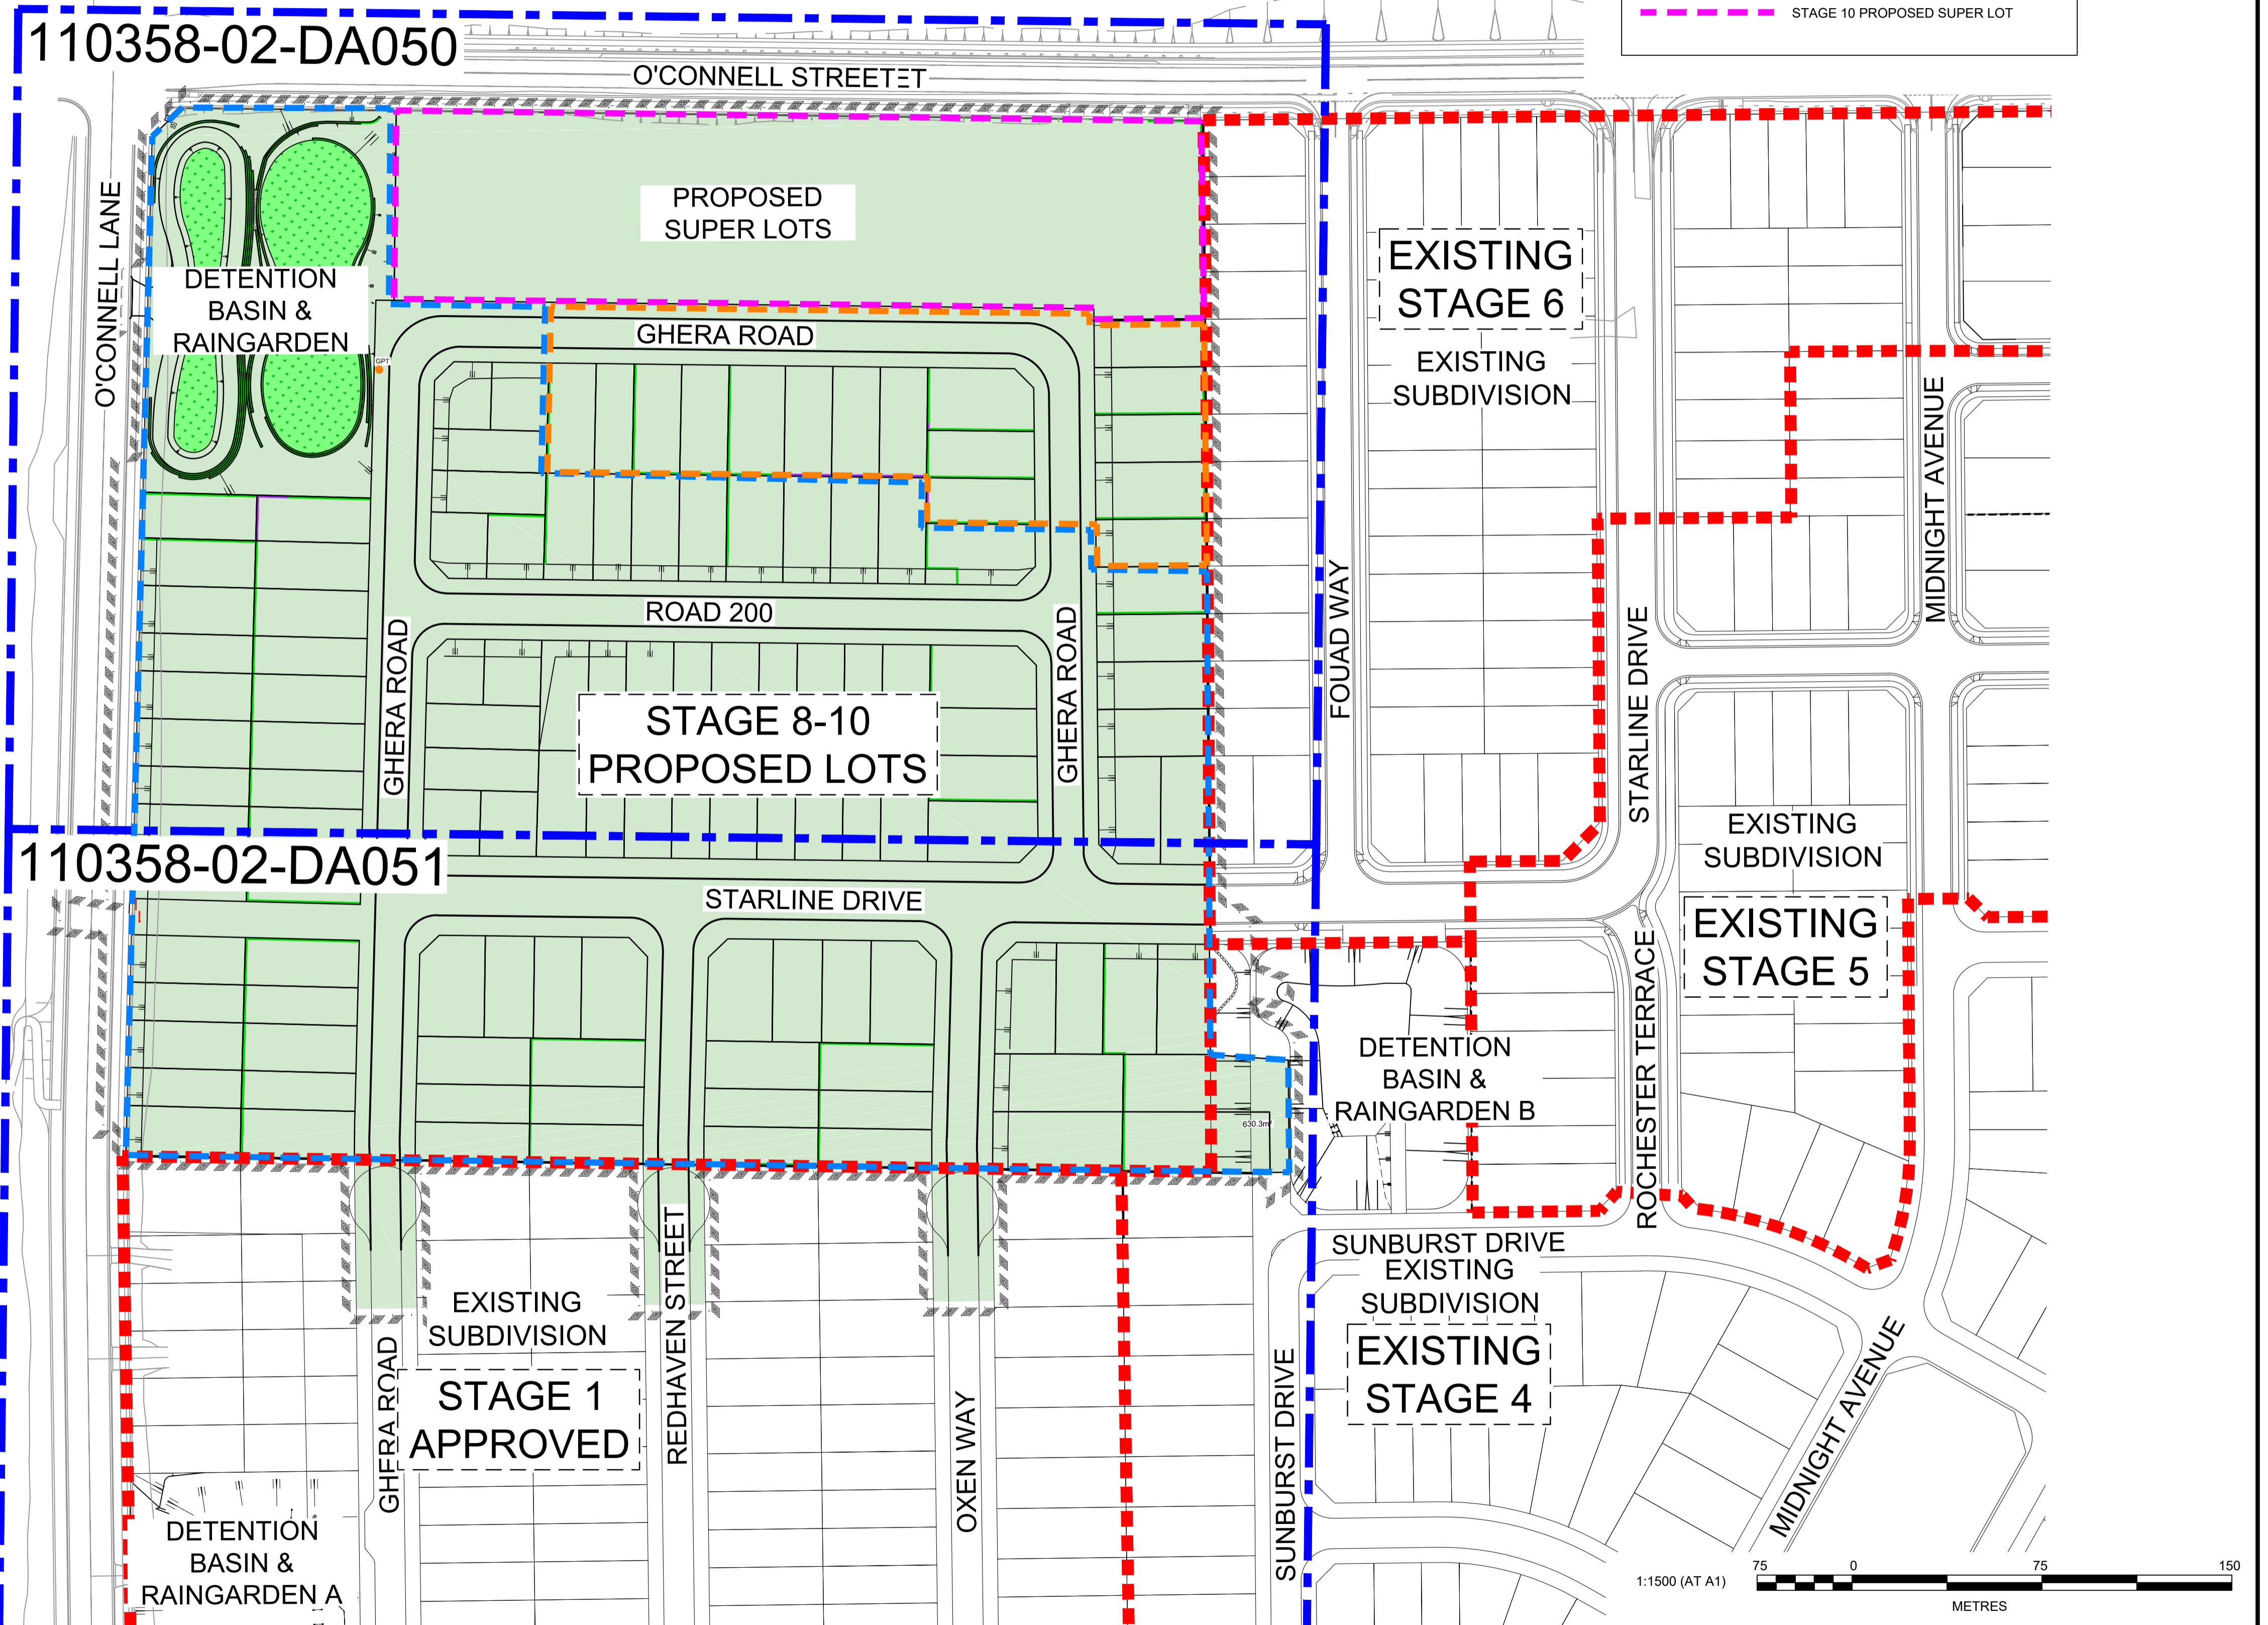 STAGE 10 PROPOSED SUPER LOT
110358-02-DA050
O'CONNELL STREET
O'CONNELL LANE
PROPOSED
SUPER LOTS
DETENTION
BASIN &
RAINGARDEN
GPT
GHERA ROAD
EXISTING
STAGE 6
EXISTING
SUBDIVISION
MIDNIGHT AVENUE
ROAD 200
GHERA ROAD
GHERA ROAD
FOUAD WAY
STARLINE DRIVE
STAGE 8-10
PROPOSED LOTS
110358-02-DA051
STARLINE DRIVE
EXISTING
SUBDIVISION
EXISTING
STAGE 5
ROCHESTER TERRACE
DETENTION
BASIN &
RAINGARDEN B
630.3m²
SUNBURST DRIVE
EXISTING
SUBDIVISION
EXISTING
STAGE 4
EXISTING
SUBDIVISION
STAGE 1
APPROVED
GHERA ROAD
REDHAVEN STREET
OXEN WAY
SUNBURST DRIVE
MIDNIGHT AVENUE
DETENTION
BASIN &
RAINGARDEN A
75 0 75 150
1:1500 (AT A1)
METRES